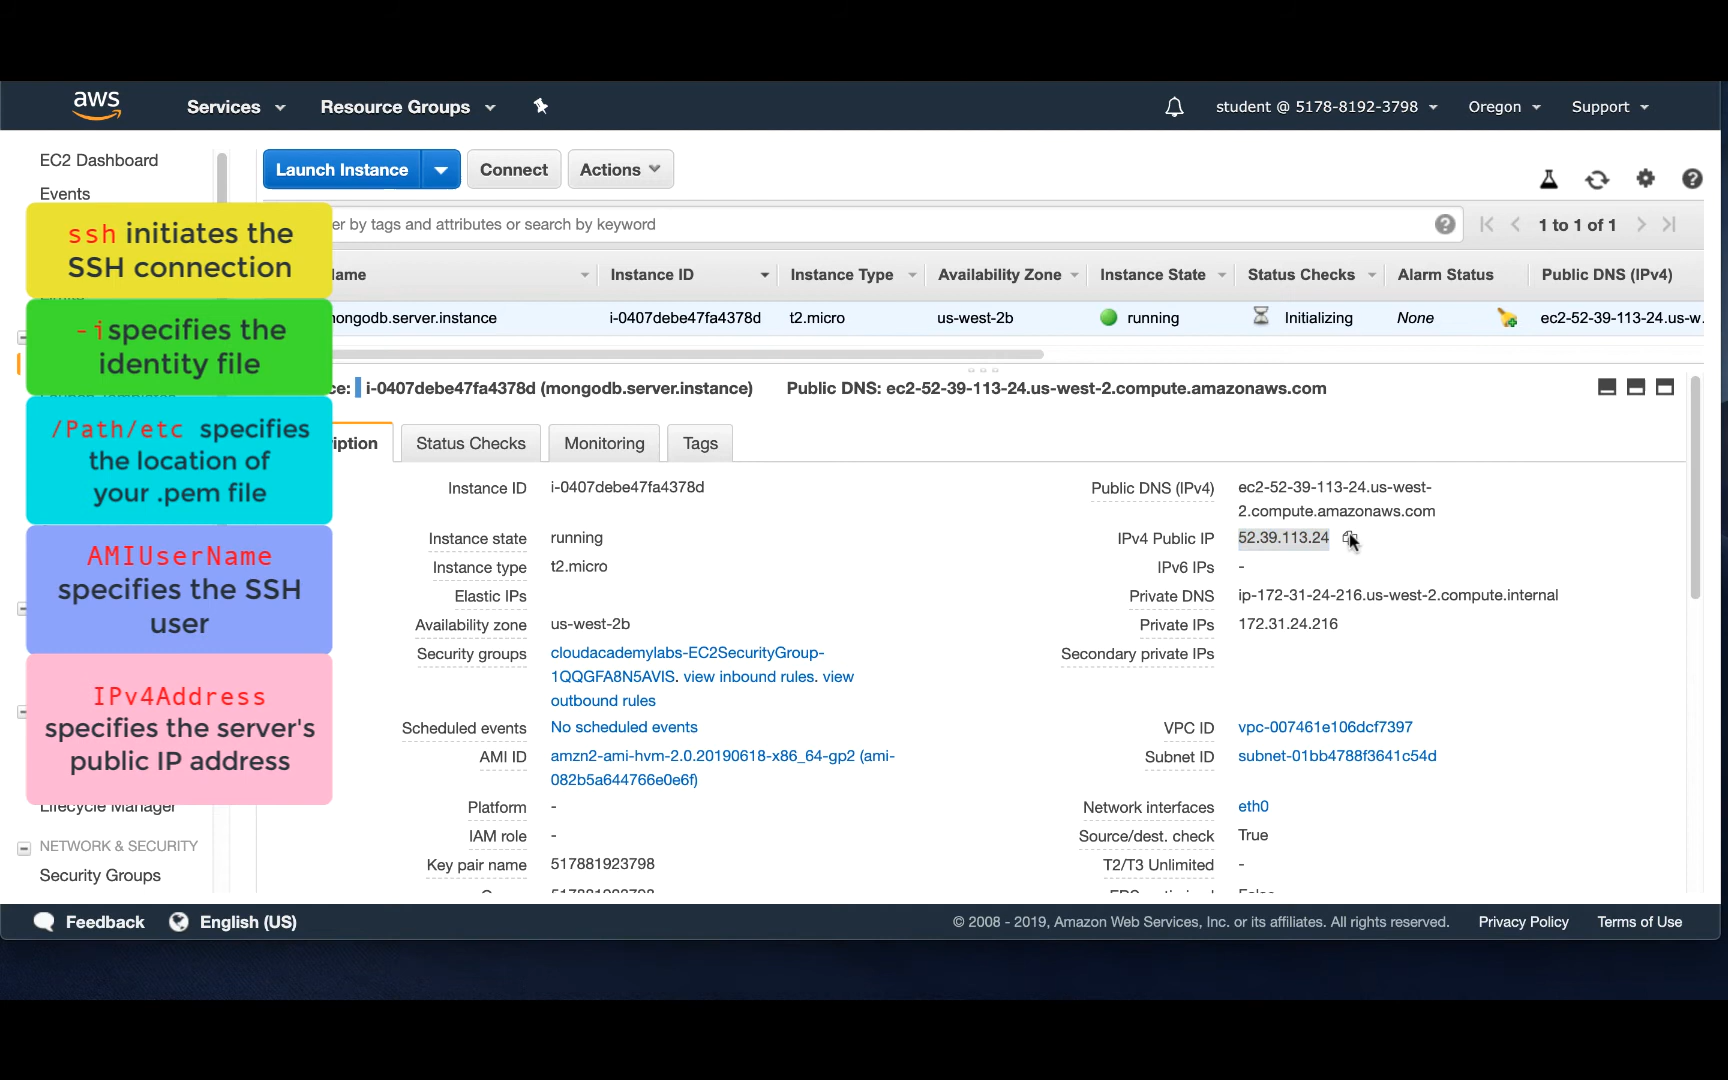 aws
Services
Resource Groups
student @ 5178-8192-3798
Oregon
Support
EC2 Dashboard
Events
Launch Instance
Connect
Actions
er by tags and attributes or search by keyword
1 to 1 of 1
ame
Instance ID
Instance Type
Availability Zone
Instance State
Status Checks
Alarm Status
Public DNS (IPv4)
ongodb.server.instance
i-0407debe47fa4378d
t2.micro
us-west-2b
running
Initializing
None
ec2-52-39-113-24.us-w.
ssh initiates the
SSH connection
-i specifies the
identity file
/Path/etc specifies
the location of
your .pem file
AMIUserName
specifies the SSH
user
IPv4Address
specifies the server's
public IP address
Lifecycle Manager
NETWORK & SECURITY
Security Groups
ce: i-0407debe47fa4378d (mongodb.server.instance)
Public DNS: ec2-52-39-113-24.us-west-2.compute.amazonaws.com
iption
Status Checks
Monitoring
Tags
Instance ID i-0407debe47fa4378d
Instance state running
Instance type t2.micro
Elastic IPs
Availability zone us-west-2b
Security groups cloudacademylabs-EC2SecurityGroup-
1QQGFA8N5AVIS. view inbound rules. view
outbound rules
Scheduled events No scheduled events
AMI ID amzn2-ami-hvm-2.0.20190618-x86_64-gp2 (ami-
082b5a644766e0e6f)
Platform -
IAM role -
Key pair name 517881923798
Public DNS (IPv4) ec2-52-39-113-24.us-west-
2.compute.amazonaws.com
IPv4 Public IP 52.39.113.24
IPv6 IPs -
Private DNS ip-172-31-24-216.us-west-2.compute.internal
Private IPs 172.31.24.216
Secondary private IPs
VPC ID vpc-007461e106dcf7397
Subnet ID subnet-01bb4788f3641c54d
Network interfaces eth0
Source/dest. check True
T2/T3 Unlimited -
Feedback
English (US)
© 2008 - 2019, Amazon Web Services, Inc. or its affiliates. All rights reserved.
Privacy Policy
Terms of Use